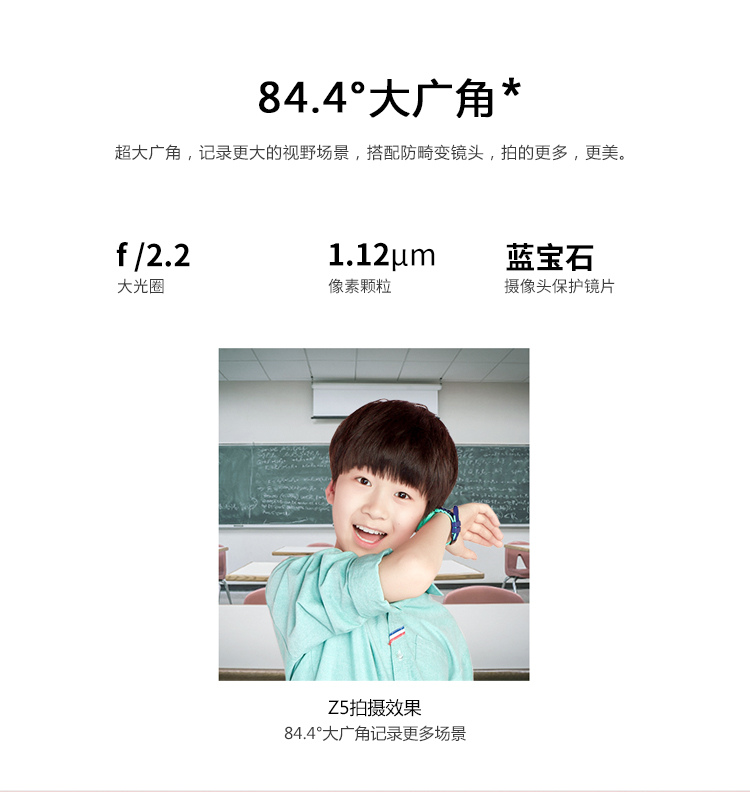 84.4°大广角*
超大广角，记录更大的视野场景，搭配防畸变镜头，拍的更多，更美。
f /2.2
1.12μm
蓝宝石
大光圈
像素颗粒
摄像头保护镜片
Z5拍摄效果
84.4°大广角记录更多场景